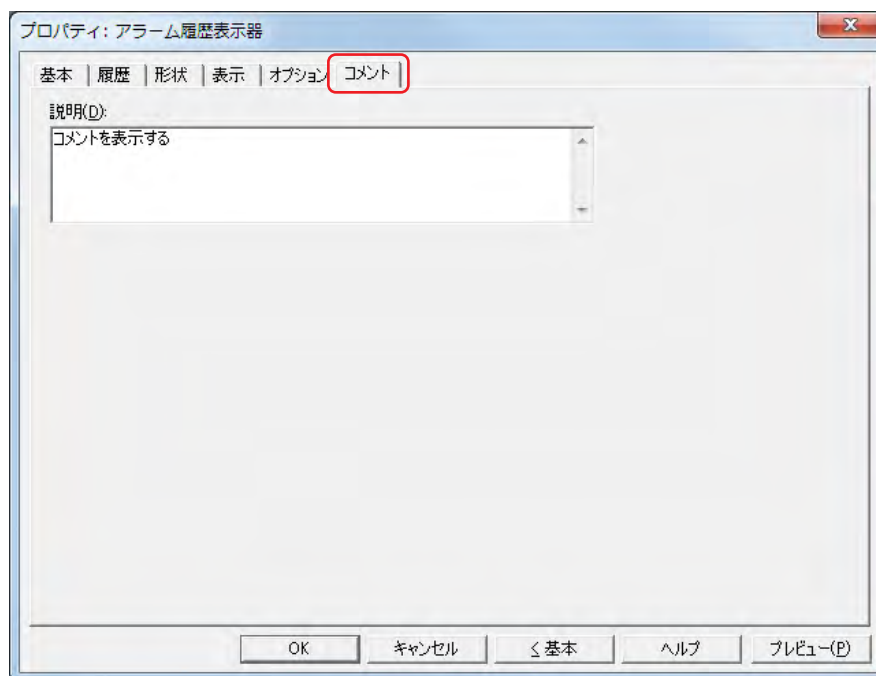 プロパティ: アラーム履歴表示器
基本 履歴 形状 表示 オプション コメント
説明(D):
コメントを表示する
OK キャンセル < 基本 ヘルプ プレビュー(P)